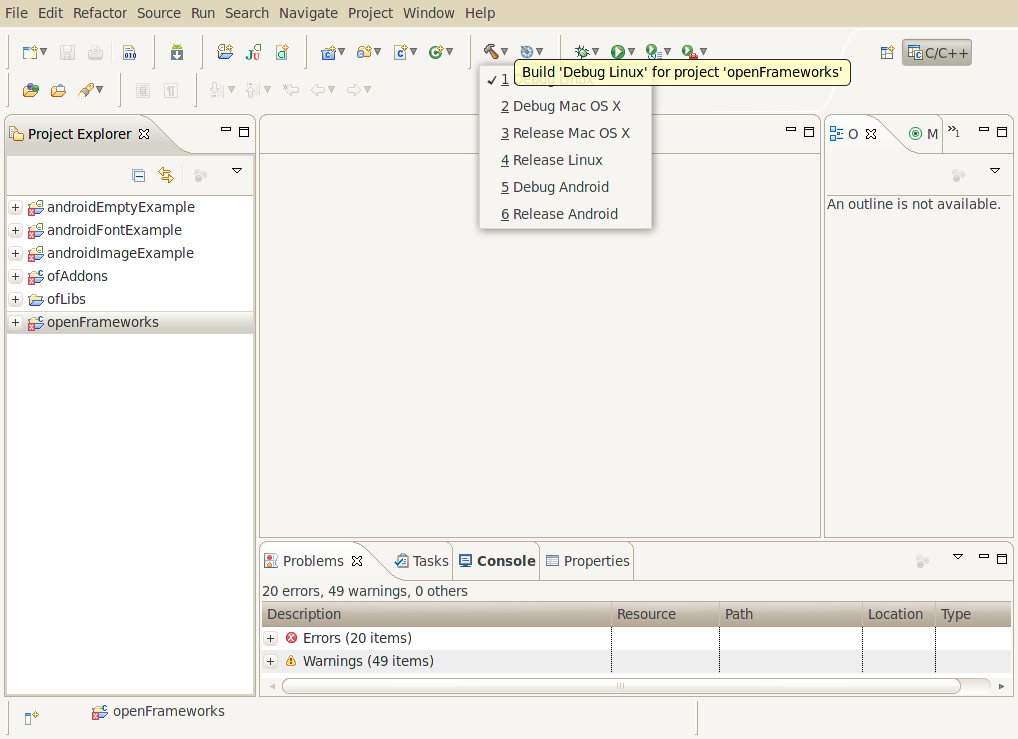 File Edit Refactor Source Run Search Navigate Project Window Help
C/C++
Build 'Debug Linux' for project 'openFrameworks'
1 Debug Linux
2 Debug Mac OS X
3 Release Mac OS X
4 Release Linux
5 Debug Android
6 Release Android
Project Explorer
androidEmptyExample
androidFontExample
androidImageExample
ofAddons
ofLibs
openFrameworks
O M »1
An outline is not available.
Problems Tasks Console Properties
20 errors, 49 warnings, 0 others
Description Resource Path Location Type
Errors (20 items)
Warnings (49 items)
openFrameworks